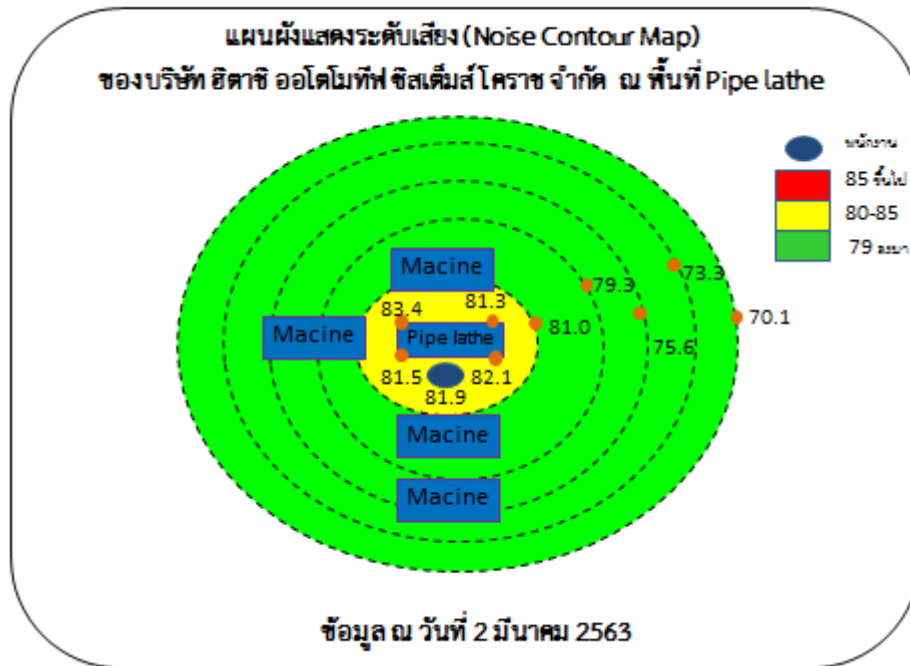 แผนผังแสดงระดับเสียง (Noise Contour Map)
ของบริษัท ฮิตาชิ ออโตโมทีฟ ซิสเต็มส์ โคราช จำกัด ณ พื้นที่ Pipe lathe
พนักงาน
85 ขึ้นไป
80-85
79 ลงมา
Macine
73.3
79.3
83.4
81.3
70.1
Macine
Pipe lathe
81.0
75.6
81.5
82.1
81.9
Macine
Macine
ข้อมูล ณ วันที่ 2 มีนาคม 2563